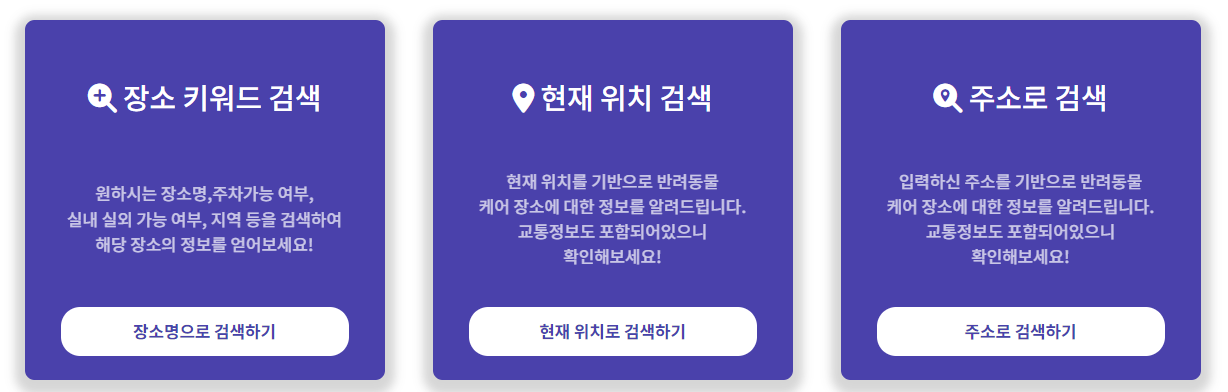 장소 키워드 검색
원하시는 장소명,주차가능 여부,
실내 실외 가능 여부, 지역 등을 검색하여
해당 장소의 정보를 얻어보세요!
장소명으로 검색하기
현재 위치 검색
현재 위치를 기반으로 반려동물
케어 장소에 대한 정보를 알려드립니다.
교통정보도 포함되어있으니
확인해보세요!
현재 위치로 검색하기
주소로 검색
입력하신 주소를 기반으로 반려동물
케어 장소에 대한 정보를 알려드립니다.
교통정보도 포함되어있으니
확인해보세요!
주소로 검색하기